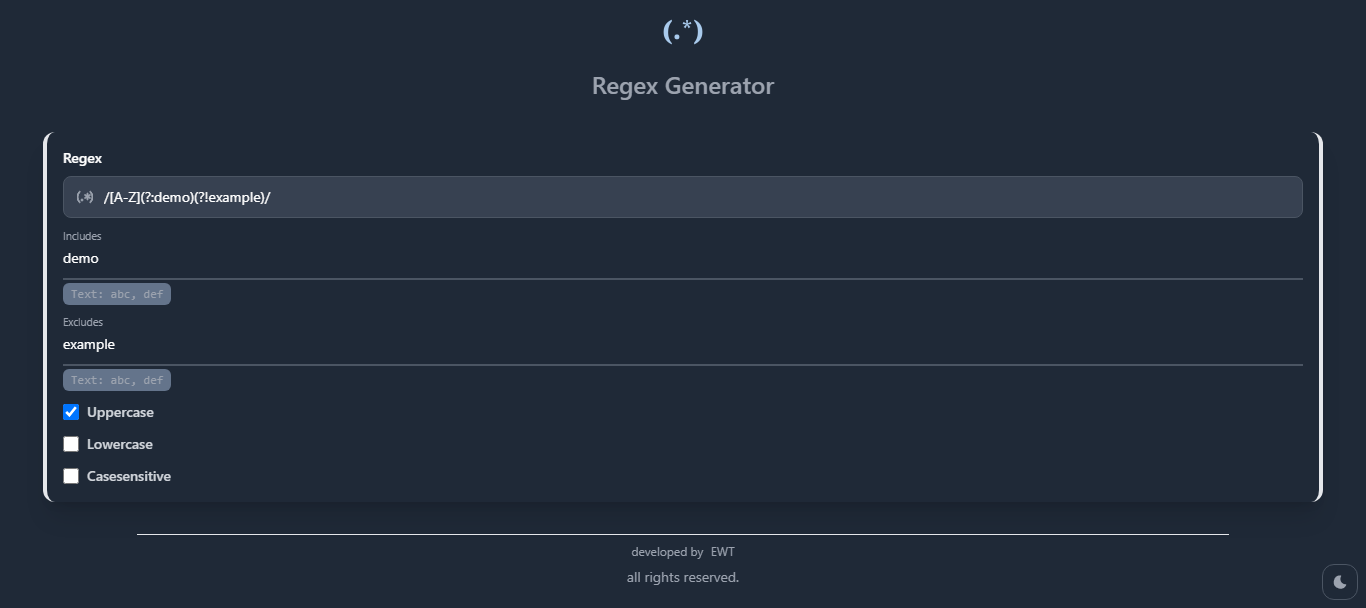 (.*)
Regex Generator
Regex
(.*) /[A-Z](?:demo)(?!example)/
Includes
demo
Text: abc, def
Excludes
example
Text: abc, def
Uppercase
Lowercase
Casesensitive
developed by EWT
all rights reserved.